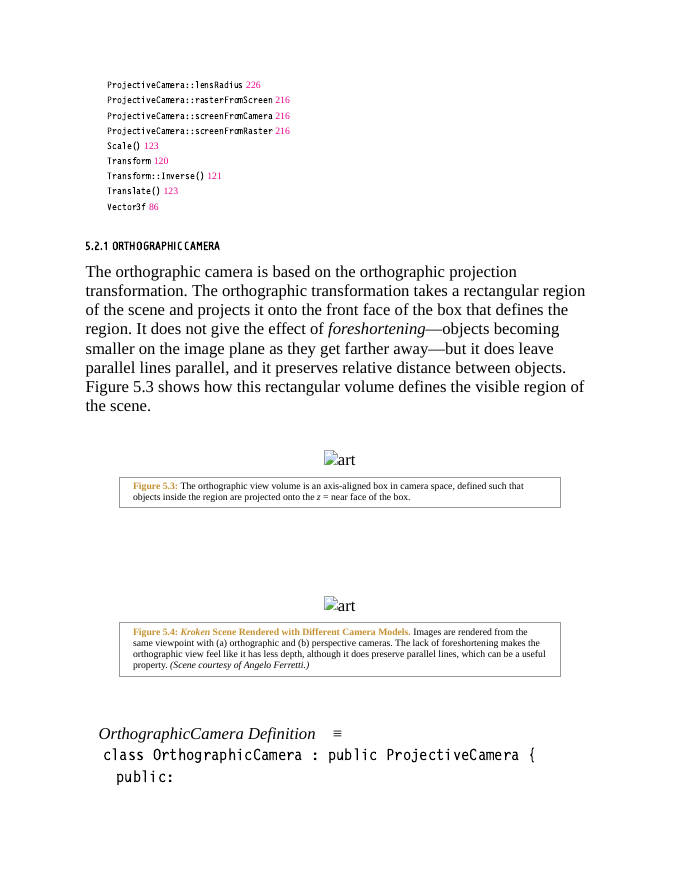 ProjectiveCamera::lensRadius 226
ProjectiveCamera::rasterFromScreen 216
ProjectiveCamera::screenFromCamera 216
ProjectiveCamera::screenFromRaster 216
Scale() 123
Transform 120
Transform::Inverse() 121
Translate() 123
Vector3f 86
5.2.1 ORTHOGRAPHIC CAMERA
The orthographic camera is based on the orthographic projection
transformation. The orthographic transformation takes a rectangular region
of the scene and projects it onto the front face of the box that defines the
region. It does not give the effect of foreshortening—objects becoming
smaller on the image plane as they get farther away—but it does leave
parallel lines parallel, and it preserves relative distance between objects.
Figure 5.3 shows how this rectangular volume defines the visible region of
the scene.
art
Figure 5.3: The orthographic view volume is an axis-aligned box in camera space, defined such that
objects inside the region are projected onto the z = near face of the box.
art
Figure 5.4: Kroken Scene Rendered with Different Camera Models. Images are rendered from the
same viewpoint with (a) orthographic and (b) perspective cameras. The lack of foreshortening makes the
orthographic view feel like it has less depth, although it does preserve parallel lines, which can be a useful
property. (Scene courtesy of Angelo Ferretti.)
OrthographicCamera Definition ≡
class OrthographicCamera : public ProjectiveCamera {
public: